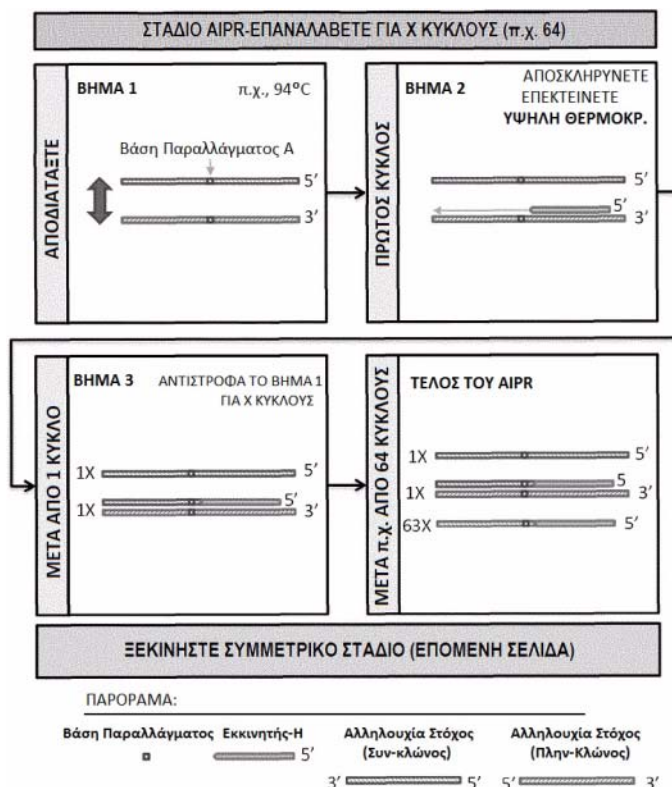 ΣΤΑΔΙΟ AIPR-ΕΠΑΝΑΛΑΒΕΤΕ ΓΙΑ Χ ΚΥΚΛΟΥΣ (π.χ. 64)
ΑΠΟΔΙΑΤΑΞΤΕ
ΒΗΜΑ 1
π.χ., 94°C
Βάση Παραλλάγματος Α
5′
3′
ΠΡΩΤΟΣ ΚΥΚΛΟΣ
ΒΗΜΑ 2
ΑΠΟΣΚΛΗΡΥΝΕΤΕ
ΕΠΕΚΤΕΙΝΕΤΕ
ΥΨΗΛΗ ΘΕΡΜΟΚΡ.
5′
5′
3′
ΜΕΤΑ ΑΠΟ 1 ΚΥΚΛΟ
ΒΗΜΑ 3
ΑΝΤΙΣΤΡΟΦΑ ΤΟ ΒΗΜΑ 1
ΓΙΑ Χ ΚΥΚΛΟΥΣ
1X 5′
5′
1X 3′
ΜΕΤΑ π.χ. ΑΠΟ 64 ΚΥΚΛΟΥΣ
ΤΕΛΟΣ ΤΟΥ AIPR
1X 5′
5
1X 3′
63X 5′
ΞΕΚΙΝΗΣΤΕ ΣΥΜΜΕΤΡΙΚΟ ΣΤΑΔΙΟ (ΕΠΟΜΕΝΗ ΣΕΛΙΔΑ)
ΠΑΡΟΡΑΜΑ:
Βάση Παραλλάγματος
Εκκινητής-Η
5′
Αλληλουχία Στόχος
(Συν-κλώνος)
3′ 5′
Αλληλουχία Στόχος
(Πλην-Κλώνος)
5′ 3′